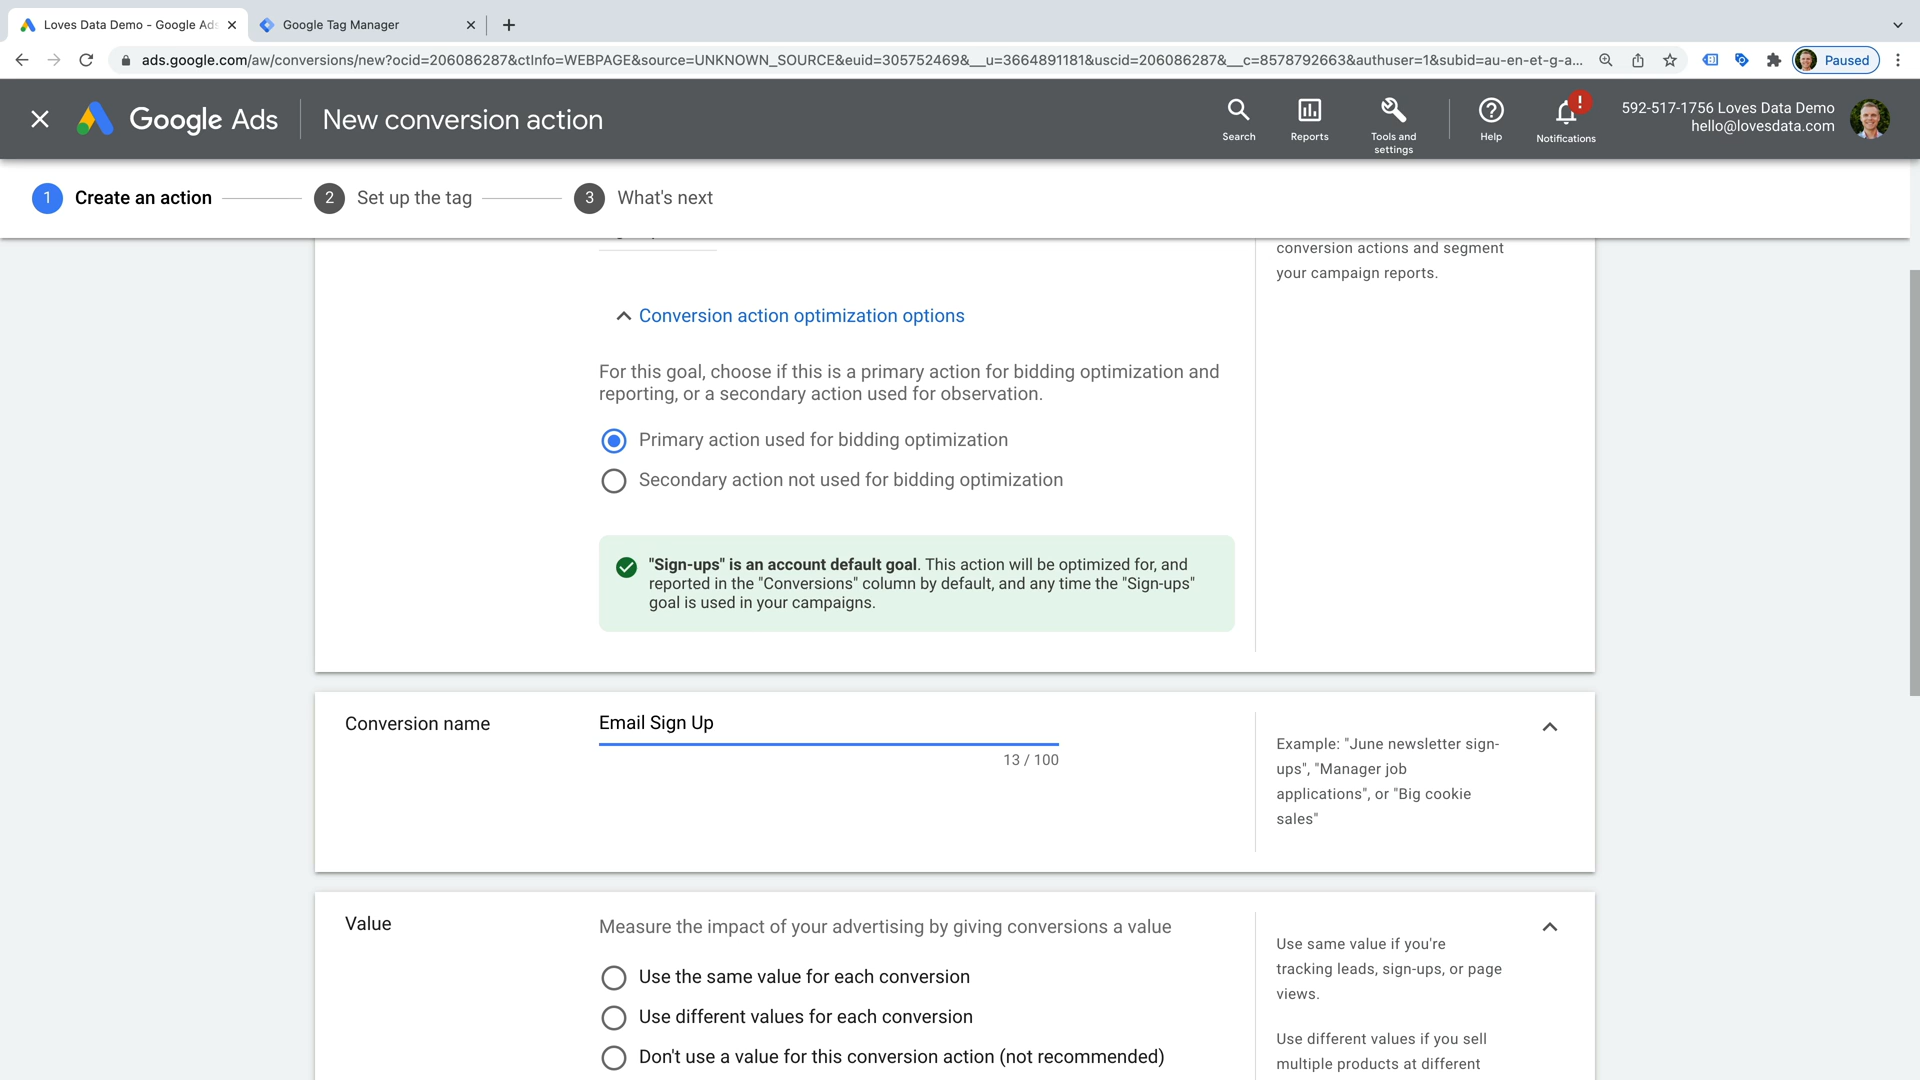 Loves Data Demo - Google Ads
Google Tag Manager
ads.google.com/aw/conversions/new?ocid=206086287&ctInfo=WEBPAGE&source=UNKNOWN_SOURCE&euid=305752469&__u=3664891181&uscid=206086287&__c=8578792663&authuser=1&subid=au-en-et-g-a...
Paused
Google Ads
New conversion action
Search
Reports
Tools and
settings
Help
!
Notifications
592-517-1756 Loves Data Demo
hello@lovesdata.com
1 Create an action
2 Set up the tag
3 What's next
conversion actions and segment
your campaign reports.
Conversion action optimization options
For this goal, choose if this is a primary action for bidding optimization and
reporting, or a secondary action used for observation.
Primary action used for bidding optimization
Secondary action not used for bidding optimization
"Sign-ups" is an account default goal. This action will be optimized for, and
reported in the "Conversions" column by default, and any time the "Sign-ups"
goal is used in your campaigns.
Conversion name
Email Sign Up
13 / 100
Example: "June newsletter sign-
ups", "Manager job
applications", or "Big cookie
sales"
Value
Measure the impact of your advertising by giving conversions a value
Use the same value for each conversion
Use different values for each conversion
Don't use a value for this conversion action (not recommended)
Use same value if you're
tracking leads, sign-ups, or page
views.
Use different values if you sell
multiple products at different